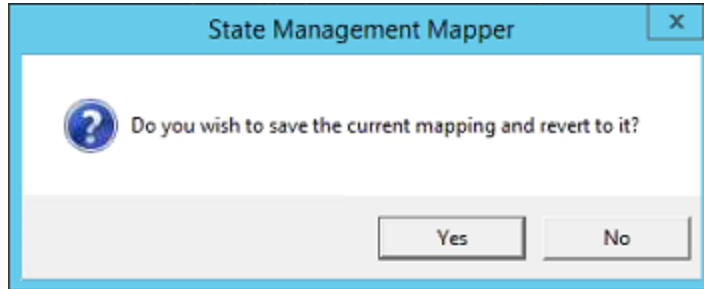 State Management Mapper
x
Do you wish to save the current mapping and revert to it?
Yes
No